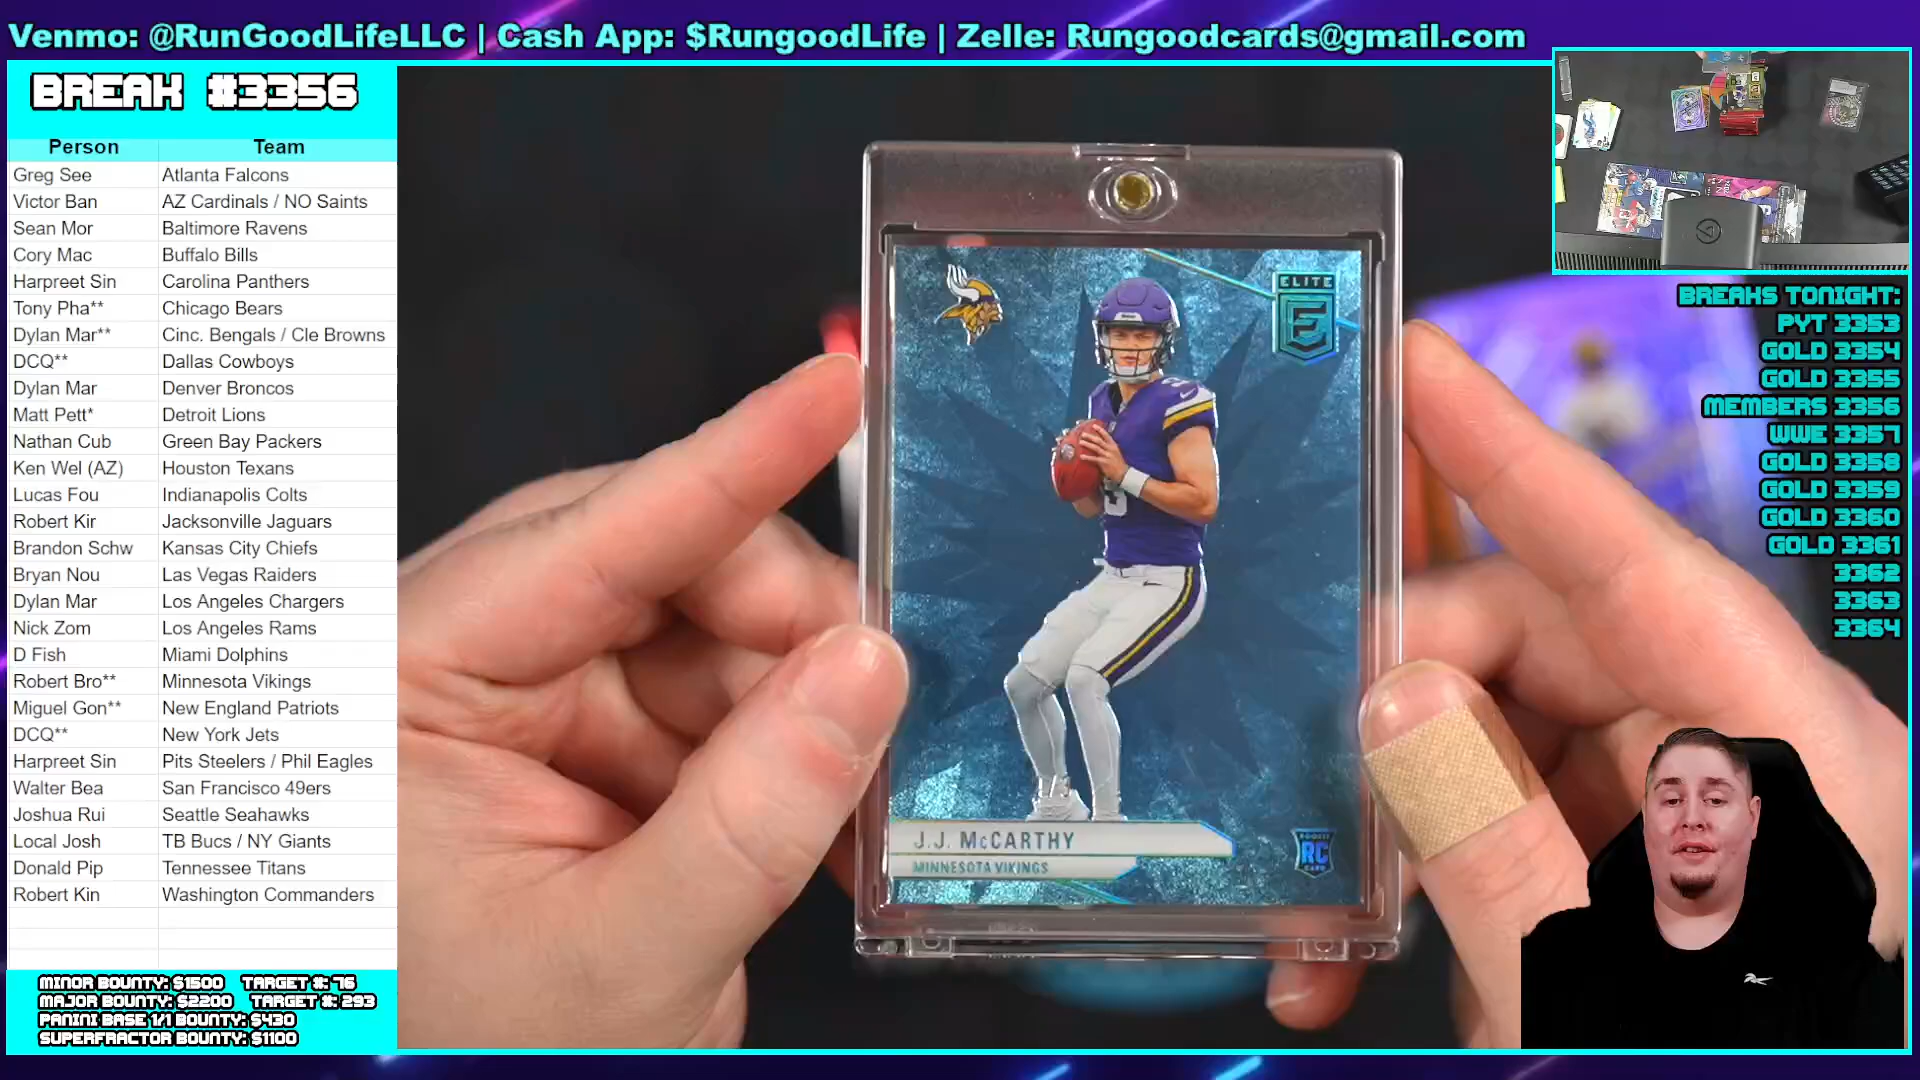 Venmo: @RunGoodLifeLLC | Cash App: $RungoodLife | Zelle: Rungoodcards@gmail.com
BREAK #3356
Person Team
Greg See Atlanta Falcons
Victor Ban AZ Cardinals / NO Saints
Sean Mor Baltimore Ravens
Cory Mac Buffalo Bills
Harpreet Sin Carolina Panthers
Tony Pha** Chicago Bears
Dylan Mar** Cinc. Bengals / Cle Browns
DCQ** Dallas Cowboys
Dylan Mar Denver Broncos
Matt Pett* Detroit Lions
Nathan Cub Green Bay Packers
Ken Wel (AZ) Houston Texans
Lucas Fou Indianapolis Colts
Robert Kir Jacksonville Jaguars
Brandon Schw Kansas City Chiefs
Bryan Nou Las Vegas Raiders
Dylan Mar Los Angeles Chargers
Nick Zom Los Angeles Rams
D Fish Miami Dolphins
Robert Bro** Minnesota Vikings
Miguel Gon** New England Patriots
DCQ** New York Jets
Harpreet Sin Pits Steelers / Phil Eagles
Walter Bea San Francisco 49ers
Joshua Rui Seattle Seahawks
Local Josh TB Bucs / NY Giants
Donald Pip Tennessee Titans
Robert Kin Washington Commanders
MINOR BOUNTY: $1500 TARGET #: 76
MAJOR BOUNTY: $2200 TARGET #: 293
PANINI BASE 1/1 BOUNTY: $430
SUPERFRACTOR BOUNTY: $1100
ELITE
E
J.J. McCARTHY
MINNESOTA VIKINGS
ROOKIE
RC
CARD
BREAKS TONIGHT:
PYT 3353
GOLD 3354
GOLD 3355
MEMBERS 3356
WWE 3357
GOLD 3358
GOLD 3359
GOLD 3360
GOLD 3361
3362
3363
3364